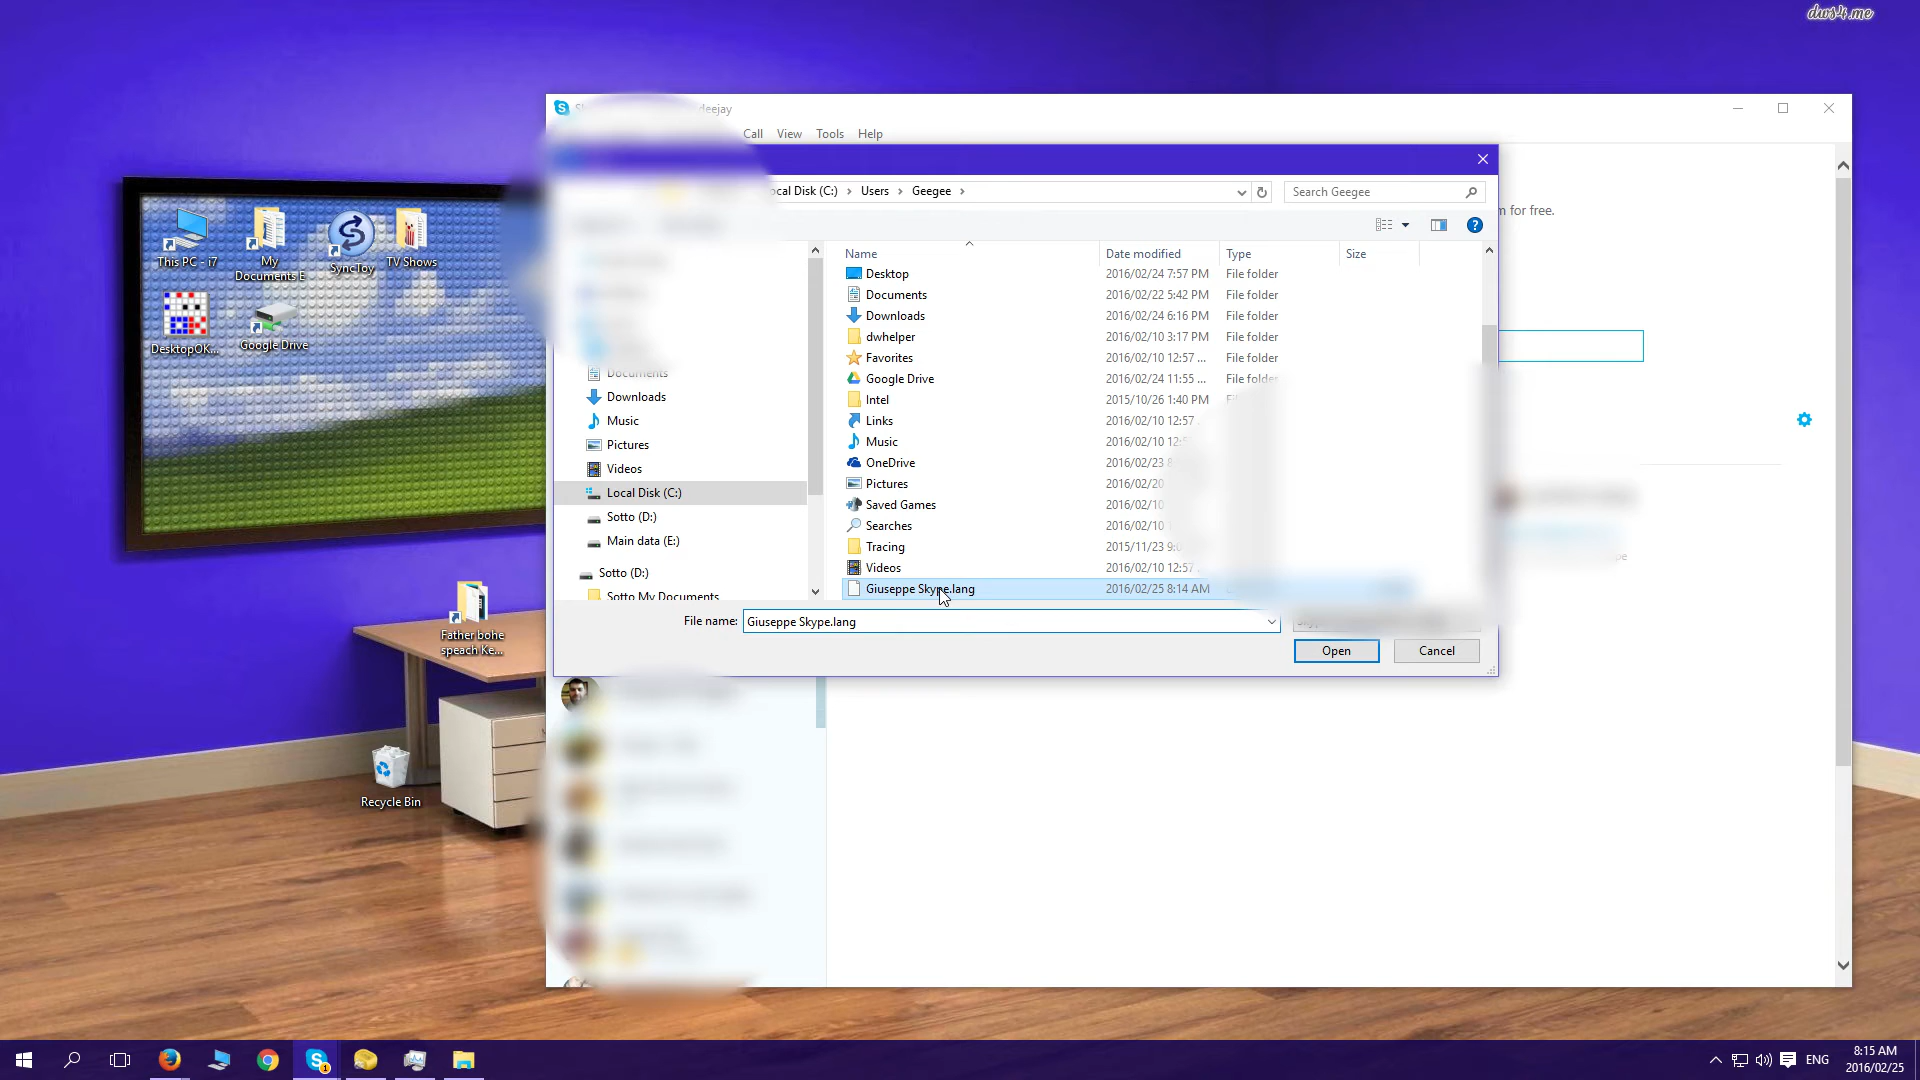 dws4.me
deejay
Call View Tools Help
ocal Disk (C:) > Users > Geegee >
Search Geegee
m for free.
Name
Date modified
Type
Size
Desktop 2016/02/24 7:57 PM File folder
Documents 2016/02/22 5:42 PM File folder
Downloads 2016/02/24 6:16 PM File folder
dwhelper 2016/02/10 3:17 PM File folder
Favorites 2016/02/10 12:57 ... File folder
Google Drive 2016/02/24 11:55 ... File folder
Intel 2015/10/26 1:40 PM
Links 2016/02/10 12:57
Music 2016/02/10
OneDrive 2016/02/23
Pictures 2016/02/20
Saved Games 2016/02/10
Searches 2016/02/10
Tracing 2015/11/23
Videos 2016/02/10 12:57
Giuseppe Skype.lang 2016/02/25 8:14 AM
Documents
Downloads
Music
Pictures
Videos
Local Disk (C:)
Sotto (D:)
Main data (E:)
Sotto (D:)
Sotto My Documents
File name: Giuseppe Skype.lang
Open
Cancel
This PC - i7
My
Documents E
SyncToy
TV Shows
DesktopOK...
Google Drive
Father bohe
speach Ke...
Recycle Bin
1
ENG
8:15 AM
2016/02/25